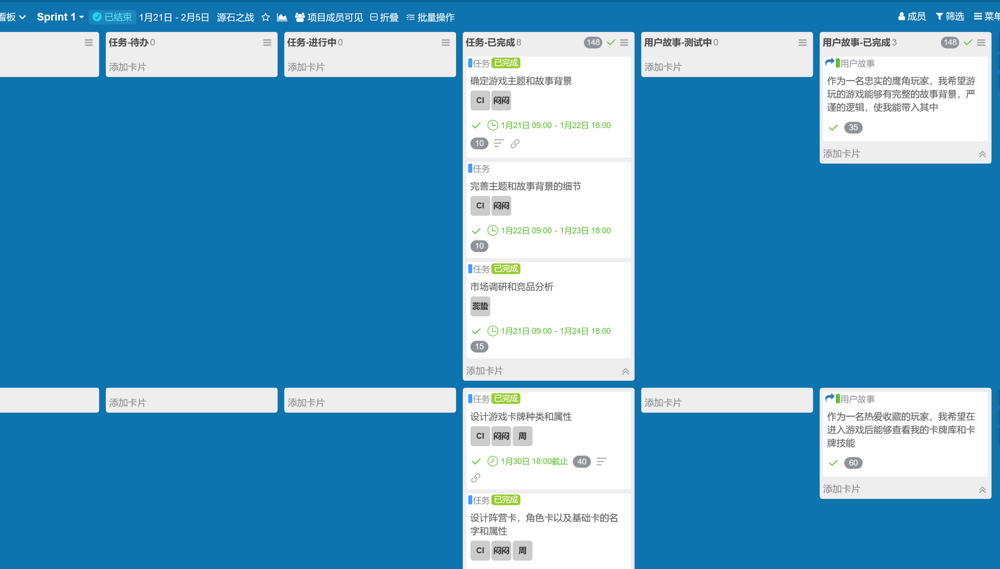 看板 Sprint 1 已结束 1月21日 - 2月5日 源石之战 项目成员可见 折叠 批量操作 成员 筛选 菜单
任务-待办 0
添加卡片
任务-进行中 0
添加卡片
任务-已完成 8 148
任务 已完成
确定游戏主题和故事背景
CI 闷闷
1月21日 09:00 - 1月22日 18:00
10
任务
完善主题和故事背景的细节
CI 闷闷
1月22日 09:00 - 1月23日 18:00
10
任务 已完成
市场调研和竞品分析
蕊蛰
1月21日 09:00 - 1月24日 18:00
15
添加卡片
用户故事-测试中 0
添加卡片
用户故事-已完成 3 148
用户故事
作为一名忠实的鹰角玩家，我希望游
玩的游戏能够有完整的故事背景，严
谨的逻辑，使我能带入其中
35
添加卡片
添加卡片
添加卡片
任务 已完成
设计游戏卡牌种类和属性
CI 闷闷 周
1月30日 18:00截止 40
任务 已完成
设计阵营卡，角色卡以及基础卡的名
字和属性
CI 闷闷 周
添加卡片
用户故事
作为一名热爱收藏的玩家，我希望在
进入游戏后能够查看我的卡牌库和卡
牌技能
60
添加卡片